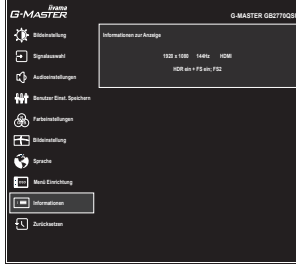 iiyama
G-MASTER
G-MASTER GB2770QSU
Bildeinstellung
Informationen zur Anzeige
Signalauswahl
1920 x 1080 144Hz HDMI
HDR ein + FS ein; FS2
Audioeinstellungen
Benutzer Einst. Speichern
Farbeinstellungen
Bildeinstellung
Sprache
Menü Einrichtung
Informationen
Zurücksetzen